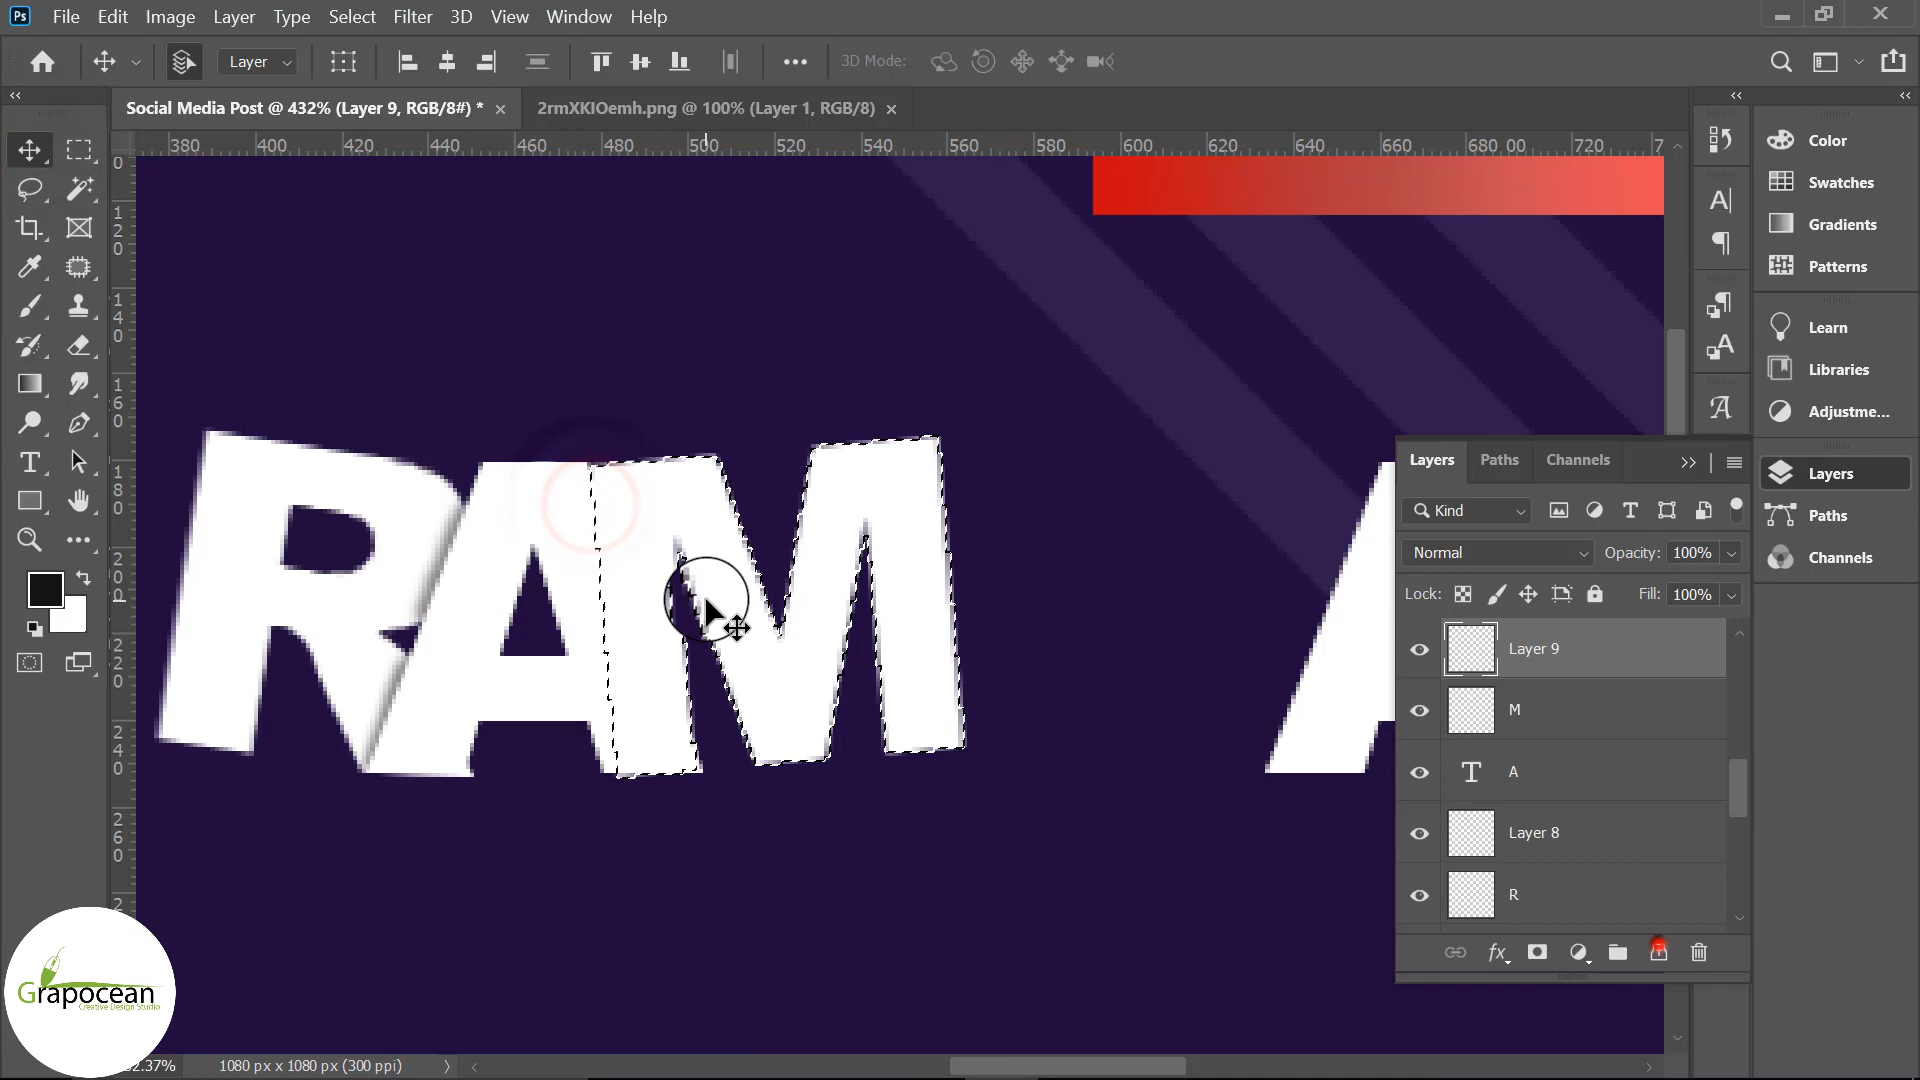 Ps File Edit Image Layer Type Select Filter 3D View Window Help
Layer 3D Mode:
Social Media Post @ 432% (Layer 9, RGB/8#) * 2rmXKIOemh.png @ 100% (Layer 1, RGB/8)
380 400 420 440 460 480 500 520 540 560 580 600 620 640 660 680 00 720 7
0
120
140
160
180
200
220
240
260
2
RAM A
Color
Swatches
Gradients
Patterns
Learn
Libraries
Adjustme...
Layers
Paths
Channels
Layers Paths Channels
Kind
Normal Opacity: 100%
Lock: Fill: 100%
Layer 9
M
T A
Layer 8
R
fx
Grapocean
Creative Design Studio
2.37% 1080 px x 1080 px (300 ppi)